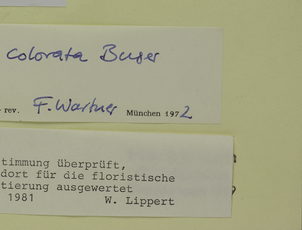 colorata Buser
rev. F. Wartner München 1972
timmung überprüft,
dort für die floristische
tierung ausgewertet
1981 W. Lippert